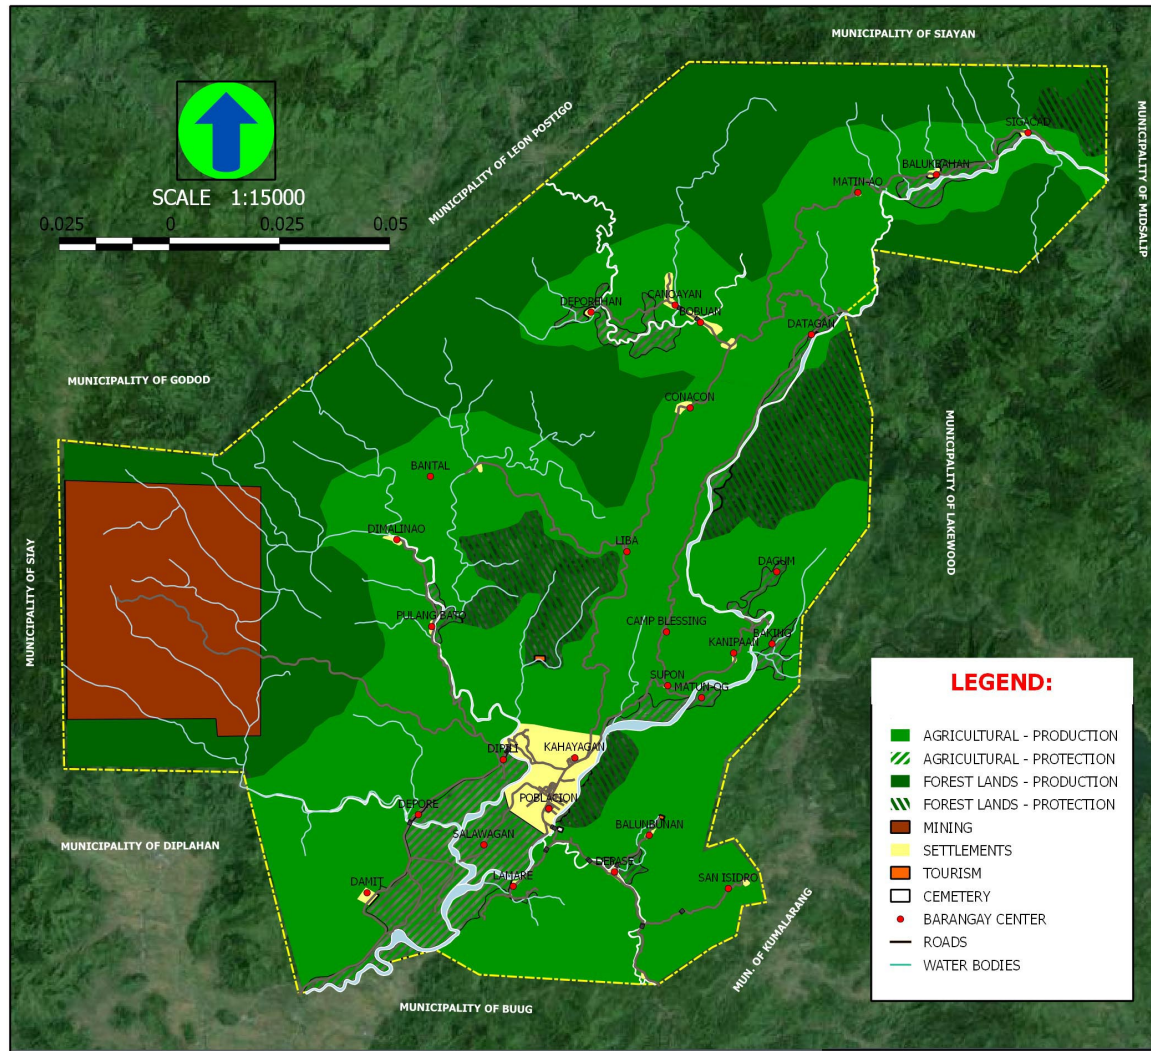 MUNICIPALITY OF SIAYAN
MUNICIPALITY OF LEON POSTIGO
MUNICIPALITY OF MIDSALIP
SCALE 1:15000
0.025 0 0.025 0.05
SIGACAD
BALUKBAHAN
MATIN-AO
CANOAYAN
DEPOREHAN
BOBUAN
DATAGAN
MUNICIPALITY OF GODOD
CONACON
MUNICIPALITY OF LAKEWOOD
BANTAL
DIMALINAO
LIBA
MUNICIPALITY OF SIAY
DAGUM
PULANG BATO
CAMP BLESSING
KANIPAAN
BAKING
SUPON
MATUN-OG
DIPILI
KAHAYAGAN
POBLACION
DEPORE
BALUNBUNAN
SALAWAGAN
MUNICIPALITY OF DIPLAHAN
DEPASE
DAMIT
LAMARE
SAN ISIDRO
MUN. OF KUMALARANG
MUNICIPALITY OF BUUG
LEGEND:
AGRICULTURAL - PRODUCTION
AGRICULTURAL - PROTECTION
FOREST LANDS - PRODUCTION
FOREST LANDS - PROTECTION
MINING
SETTLEMENTS
TOURISM
CEMETERY
BARANGAY CENTER
ROADS
WATER BODIES